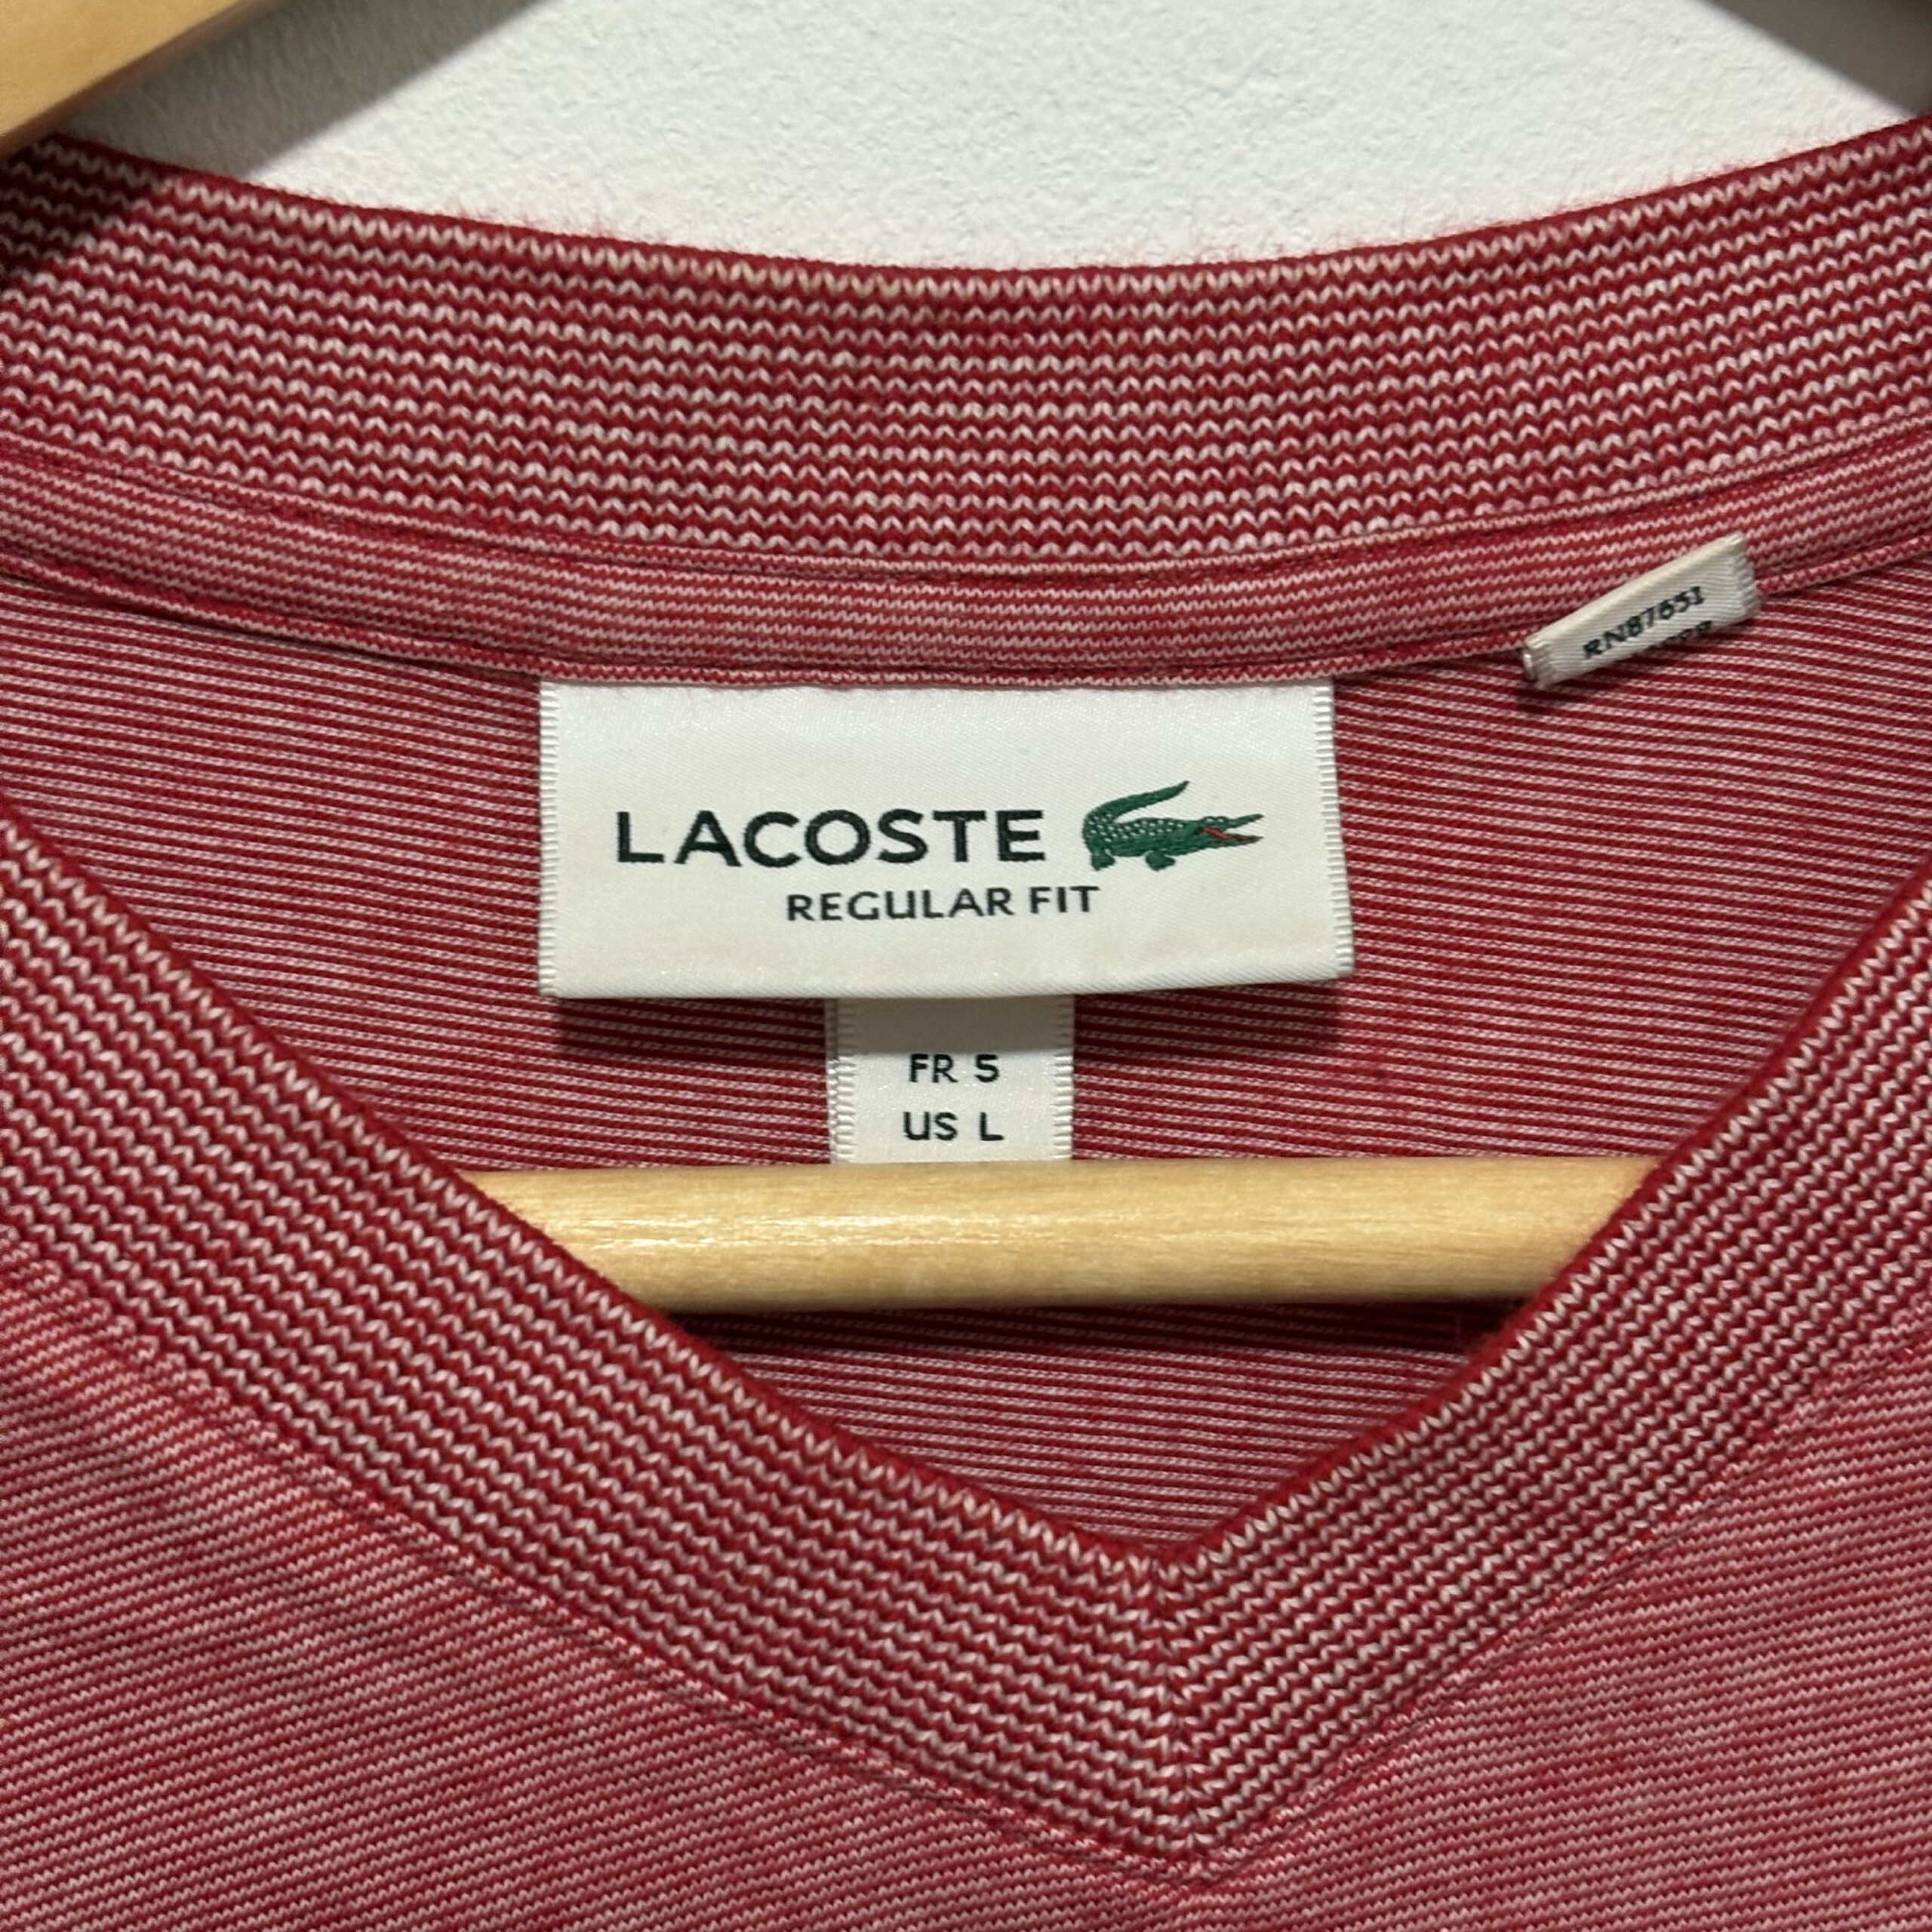 LACOSTE
REGULAR FIT
RN87651
FR 5
US L